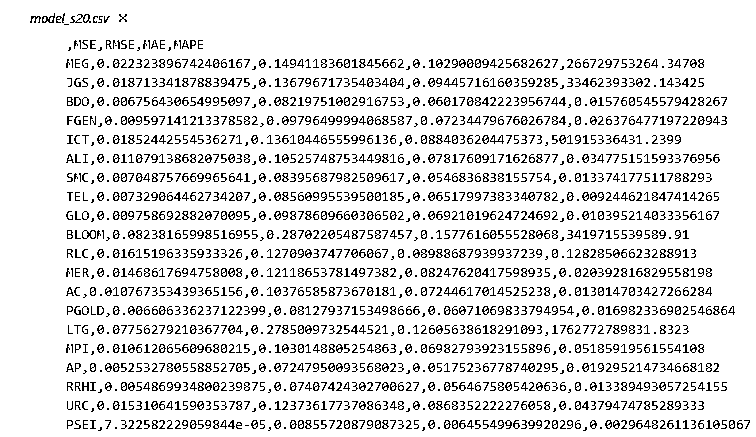 model_s20.csv ×
,MSE,RMSE,MAE,MAPE
MEG,0.022323896742406167,0.14941183601845662,0.10290009425682627,266729753264.34708
JGS,0.018713341878839475,0.13679671735403404,0.09445716160359285,33462393302.143425
BDO,0.006756430654995097,0.08219751002916753,0.060170842223956744,0.015760545579428267
FGEN,0.009597141213378582,0.09796499994068587,0.07234479676026784,0.026376477197220943
ICT,0.01852442554536271,0.13610446555996136,0.0884036204475373,501915336431.2399
ALI,0.011079138682075038,0.10525748753449816,0.07817609171626877,0.034775151593376956
SMC,0.007048757669965641,0.08395687982509617,0.0546836838155754,0.013374177511788293
TEL,0.007329064462734207,0.08560995539500185,0.06517997383340782,0.009244621847414265
GLO,0.009758692882070095,0.09878609660306502,0.06921019624724692,0.010395214033356167
BLOOM,0.08238165998516955,0.28702205487587457,0.1577616055528068,3419715539589.91
RLC,0.01615196335933326,0.1270903747706067,0.08988687939937239,0.12828506623288913
MER,0.01468617694758008,0.12118653781497382,0.08247620417598935,0.020392816829558198
AC,0.010767353439365156,0.10376585873670181,0.07244617014525238,0.013014703427266284
PGOLD,0.006606336237122399,0.08127937153498666,0.06071069833794954,0.016982336902546864
LTG,0.07756279210367704,0.2785009732544521,0.12605638618291093,1762772789831.8323
MPI,0.010612065609680215,0.1030148805254863,0.06982793923155896,0.05185919561554108
AP,0.0052532780558852705,0.07247950093568023,0.05175236778740295,0.019295214734668182
RRHI,0.0054869934800239875,0.07407424302700627,0.0564675805420636,0.013389493057254155
URC,0.015310641590353787,0.12373617737086348,0.0868352222276058,0.04379474785289333
PSEI,7.322582229059844e-05,0.00855720879087325,0.006455499639920296,0.0029648261136105067